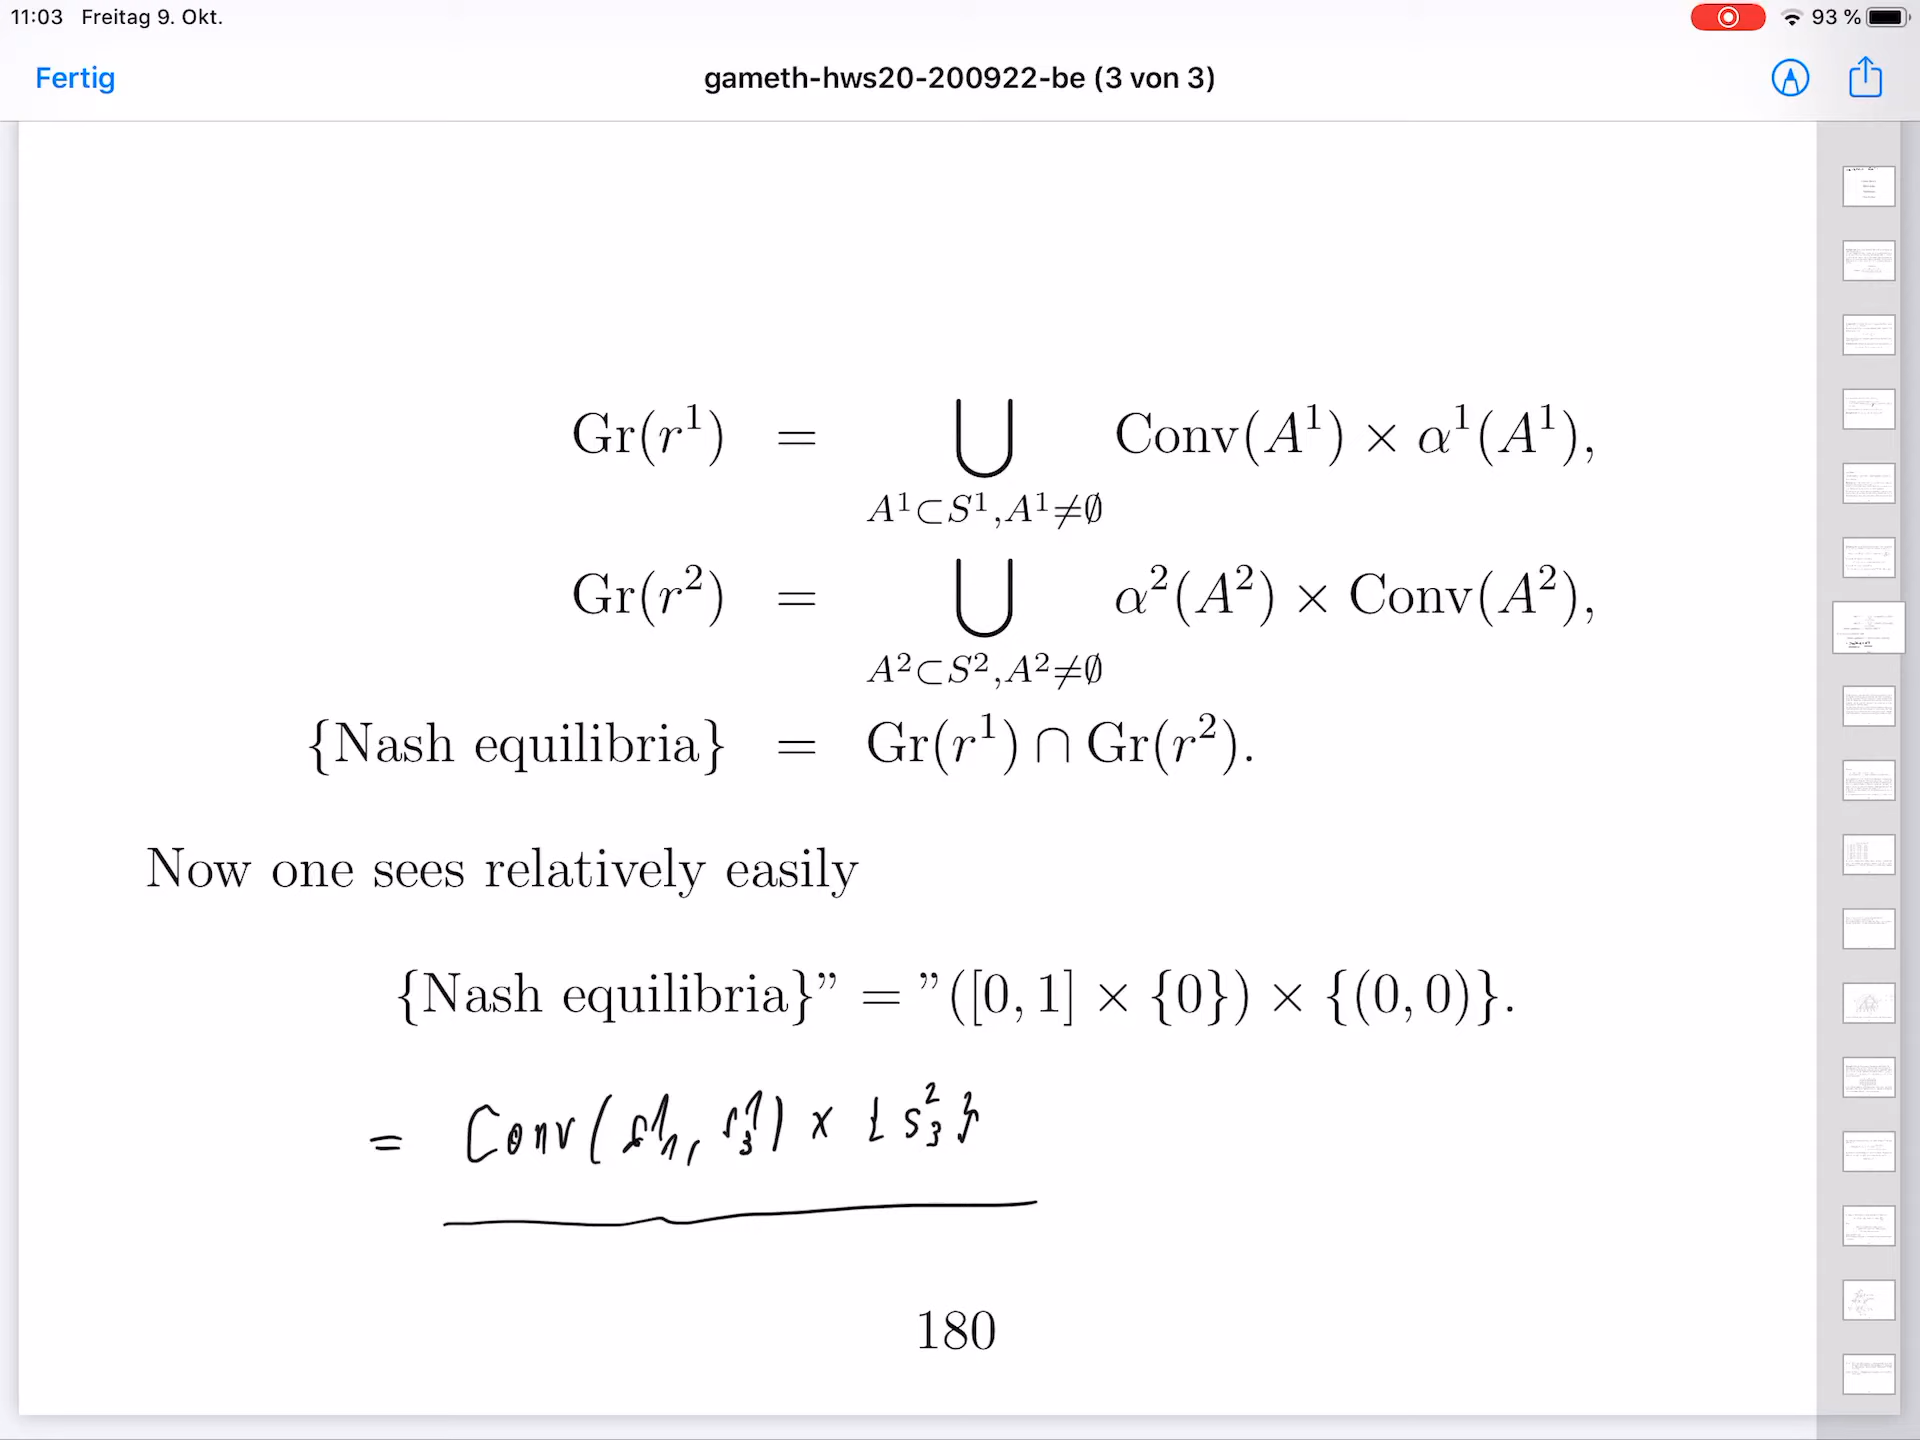 11:03 Freitag 9. Okt. 93 %
Fertig gameth-hws20-200922-be (3 von 3)
Gr(r¹) = ⋃ Conv(A¹) × α¹(A¹),
A¹⊂S¹,A¹≠∅
Gr(r²) = ⋃ α²(A²) × Conv(A²),
A²⊂S²,A²≠∅
{Nash equilibria} = Gr(r¹) ∩ Gr(r²).
Now one sees relatively easily
{Nash equilibria}” = ”([0, 1] × {0}) × {(0, 0)}.
= Conv(s¹₁, s¹₃) × {s²₃}
180